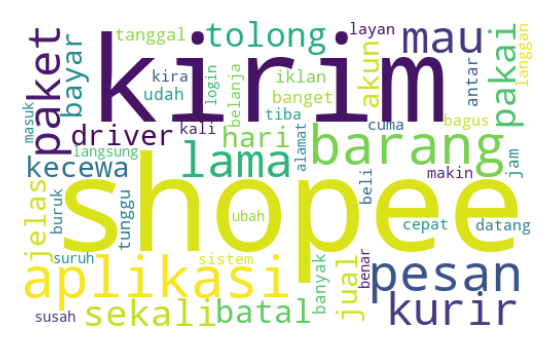 tanggal
tolong
layan
mau
kirim
paket
bayar
kira
udah
login
belanja
iklan
banget
akun
antar
pakai
langgan
masuk
driver
kali
hari
tiba
alamat
cuma
bagus
barang
jam
langsung
kecewa
lama
beli
makin
jelas
buruk
tunggu
shopee
ubah
cepat
datang
suruh
aplikasi
sistem
banyak
jual
benar
pesan
susah
sekali
batal
kurir